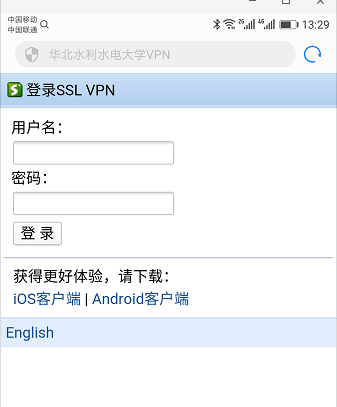 中国移动
中国联通
2G 4G 13:29
华北水利水电大学VPN
登录SSL VPN
用户名：
密码：
登 录
获得更好体验，请下载：
iOS客户端 | Android客户端
English